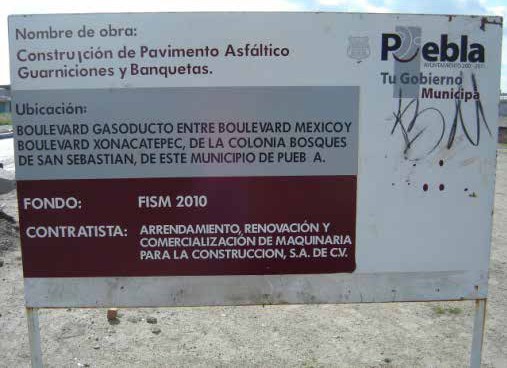 Nombre de obra:
Construcción de Pavimento Asfáltico
Guarniciones y Banquetas.
Puebla
Tu Gobierno
Municipal
Ubicación:
BOULEVARD GASODUCTO ENTRE BOULEVARD MEXICO Y
BOULEVARD XONACATEPEC, DE LA COLONIA BOSQUES
DE SAN SEBASTIAN, DE ESTE MUNICIPIO DE PUEB A.
FONDO: FISM 2010
CONTRATISTA: ARRENDAMIENTO, RENOVACIÓN Y
COMERCIALIZACIÓN DE MAQUINARIA
PARA LA CONSTRUCCION, S.A. DE C.V.